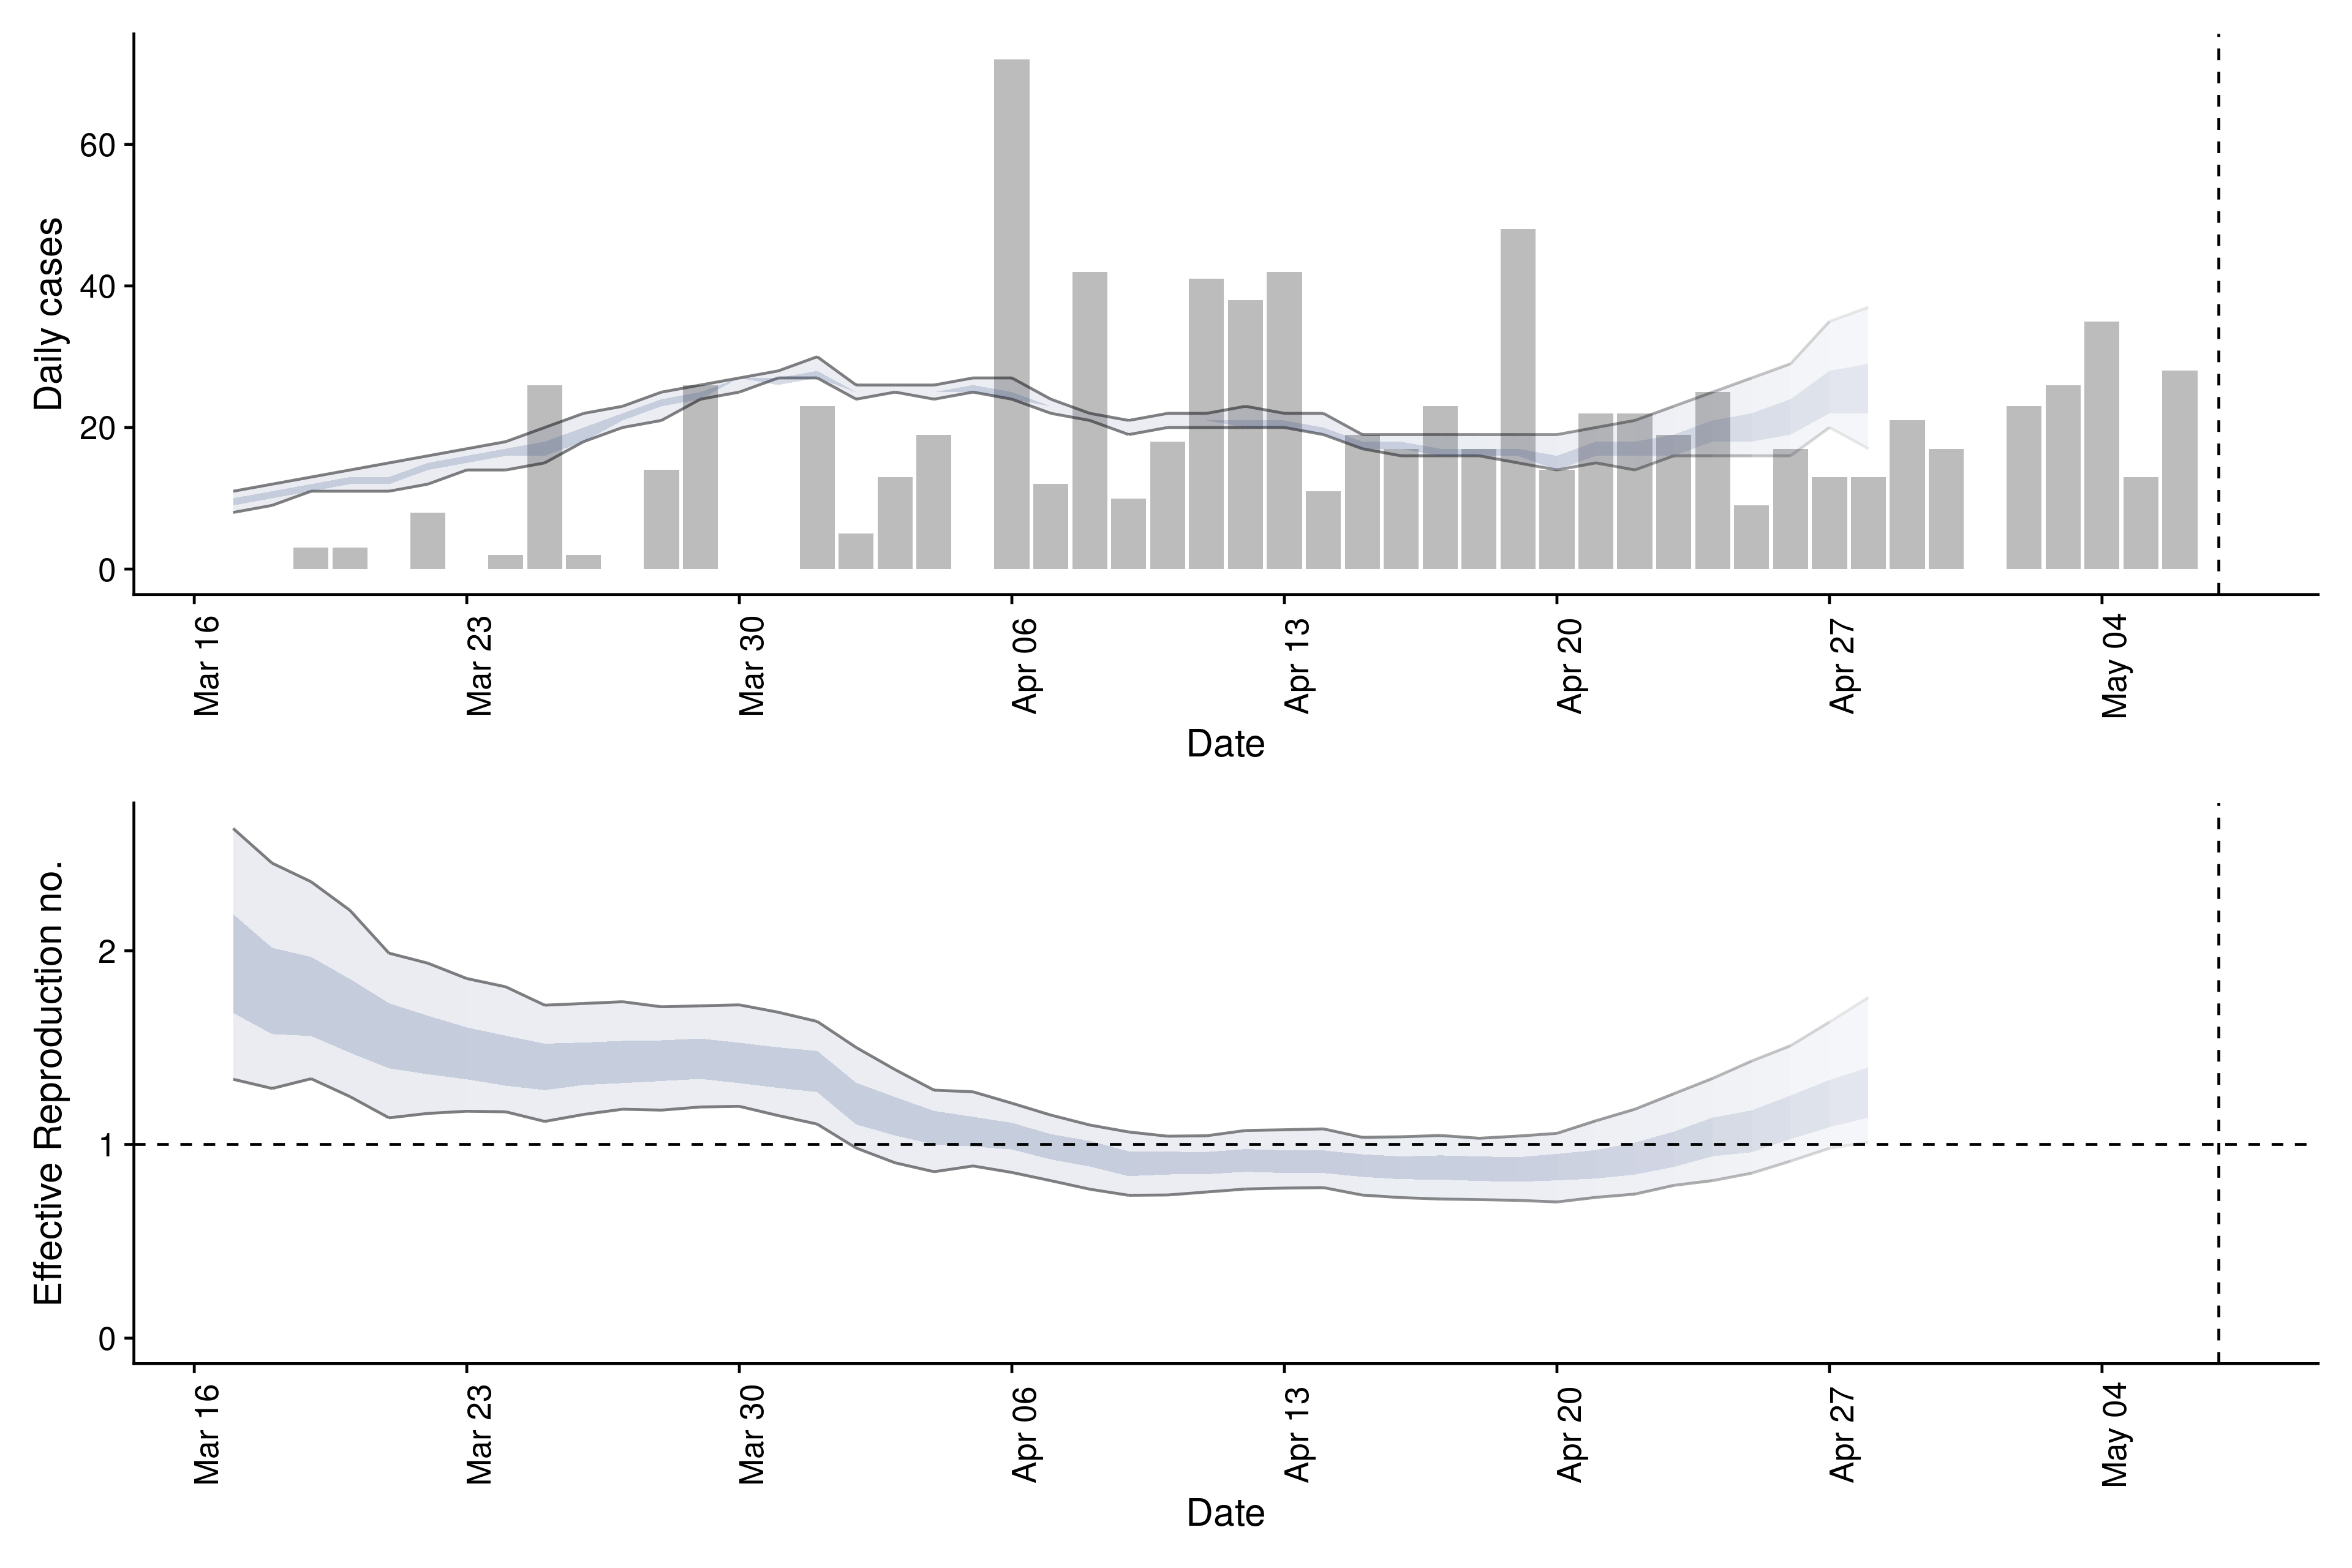 Daily cases
60
40
20
0
Mar 16
Mar 23
Mar 30
Apr 06
Apr 13
Apr 20
Apr 27
May 04
Date
Effective Reproduction no.
2
1
0
Mar 16
Mar 23
Mar 30
Apr 06
Apr 13
Apr 20
Apr 27
May 04
Date